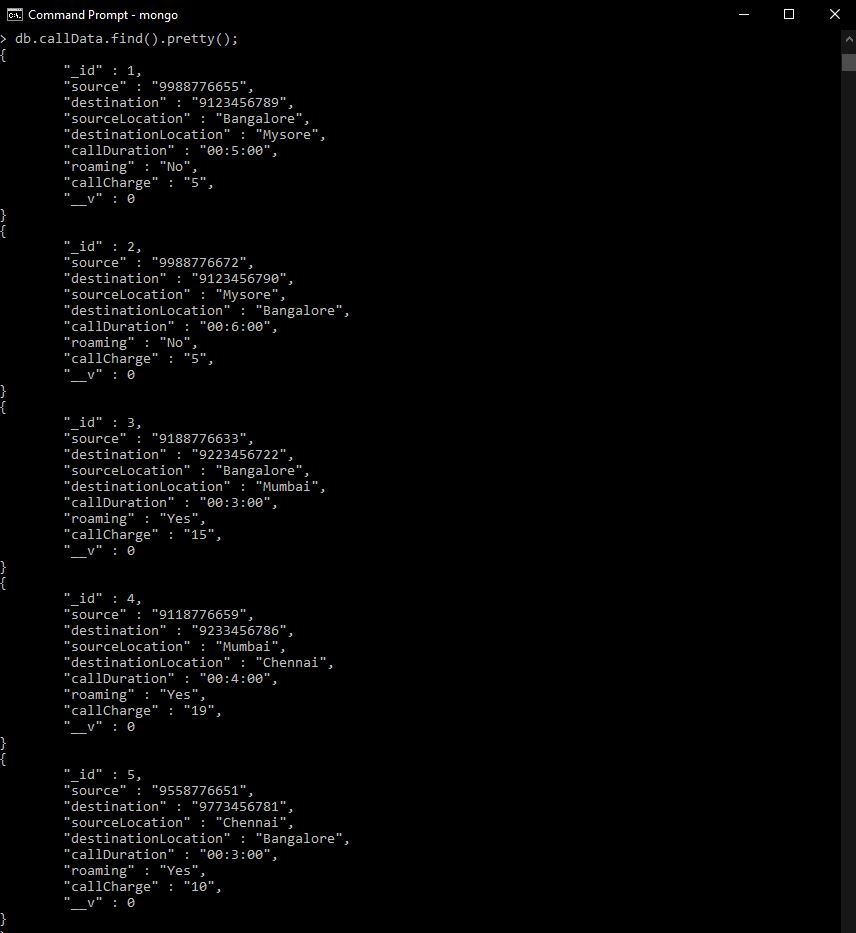 Command Prompt - mongo
> db.callData.find().pretty();
{
"_id" : 1,
"source" : "9988776655",
"destination" : "9123456789",
"sourceLocation" : "Bangalore",
"destinationLocation" : "Mysore",
"callDuration" : "00:5:00",
"roaming" : "No",
"callCharge" : "5",
"__v" : 0
}
{
"_id" : 2,
"source" : "9988776672",
"destination" : "9123456790",
"sourceLocation" : "Mysore",
"destinationLocation" : "Bangalore",
"callDuration" : "00:6:00",
"roaming" : "No",
"callCharge" : "5",
"__v" : 0
}
{
"_id" : 3,
"source" : "9188776633",
"destination" : "9223456722",
"sourceLocation" : "Bangalore",
"destinationLocation" : "Mumbai",
"callDuration" : "00:3:00",
"roaming" : "Yes",
"callCharge" : "15",
"__v" : 0
}
{
"_id" : 4,
"source" : "9118776659",
"destination" : "9233456786",
"sourceLocation" : "Mumbai",
"destinationLocation" : "Chennai",
"callDuration" : "00:4:00",
"roaming" : "Yes",
"callCharge" : "19",
"__v" : 0
}
{
"_id" : 5,
"source" : "9558776651",
"destination" : "9773456781",
"sourceLocation" : "Chennai",
"destinationLocation" : "Bangalore",
"callDuration" : "00:3:00",
"roaming" : "Yes",
"callCharge" : "10",
"__v" : 0
}